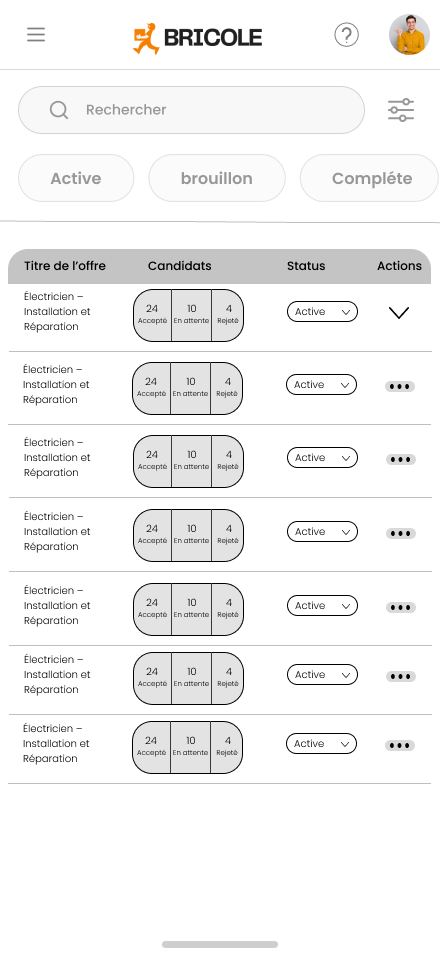 BRICOLE
?
Rechercher
Active brouillon Compléte
Titre de l'offre Candidats Status Actions
Électricien –
Installation et
Réparation
24 10 4
Accepté En attente Rejeté
Active
Électricien –
Installation et
Réparation
24 10 4
Accepté En attente Rejeté
Active
Électricien –
Installation et
Réparation
24 10 4
Accepté En attente Rejeté
Active
Électricien –
Installation et
Réparation
24 10 4
Accepté En attente Rejeté
Active
Électricien –
Installation et
Réparation
24 10 4
Accepté En attente Rejeté
Active
Électricien –
Installation et
Réparation
24 10 4
Accepté En attente Rejeté
Active
Électricien –
Installation et
Réparation
24 10 4
Accepté En attente Rejeté
Active